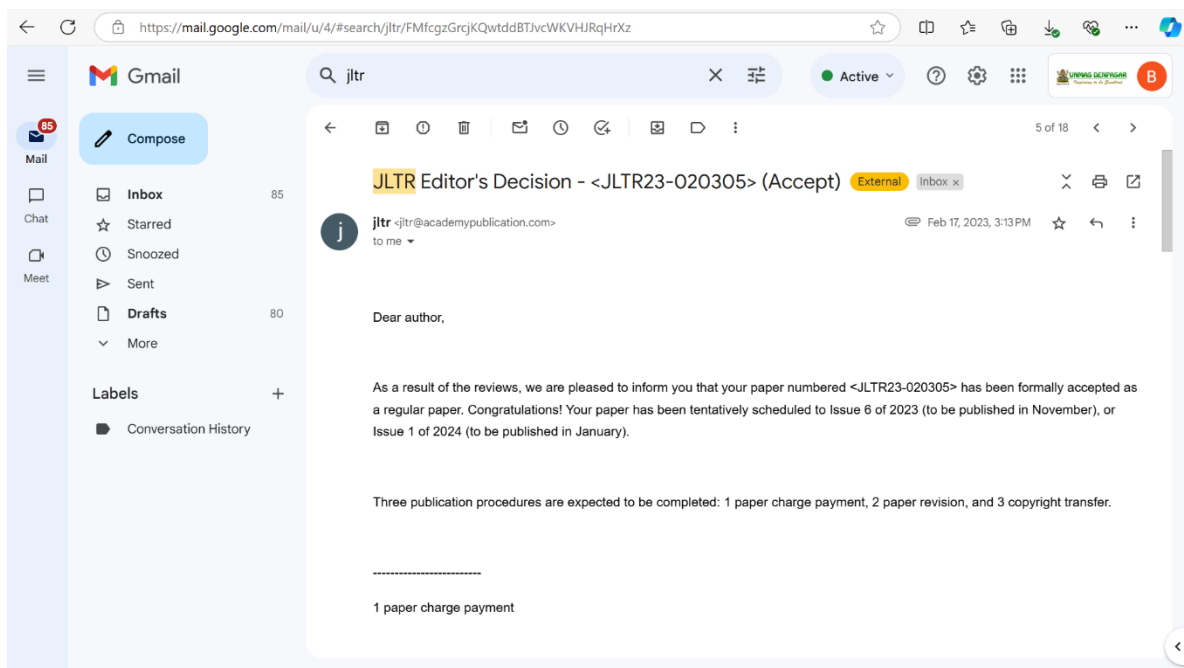 https://mail.google.com/mail/u/4/#search/jltr/FMfcgzGrcjKQwtddBTJvcWKVHJRqHrXz
Gmail
jltr
Active
UNMAS DENPASAR
B
85
Mail
Chat
Meet
Compose
Inbox 85
Starred
Snoozed
Sent
Drafts 80
More
Labels
Conversation History
5 of 18
JLTR Editor's Decision - <JLTR23-020305> (Accept) External Inbox x
j
jltr <jltr@academypublication.com> Feb 17, 2023, 3:13 PM
to me
Dear author,
As a result of the reviews, we are pleased to inform you that your paper numbered <JLTR23-020305> has been formally accepted as
a regular paper. Congratulations! Your paper has been tentatively scheduled to Issue 6 of 2023 (to be published in November), or
Issue 1 of 2024 (to be published in January).
Three publication procedures are expected to be completed: 1 paper charge payment, 2 paper revision, and 3 copyright transfer.
-------------------------
1 paper charge payment